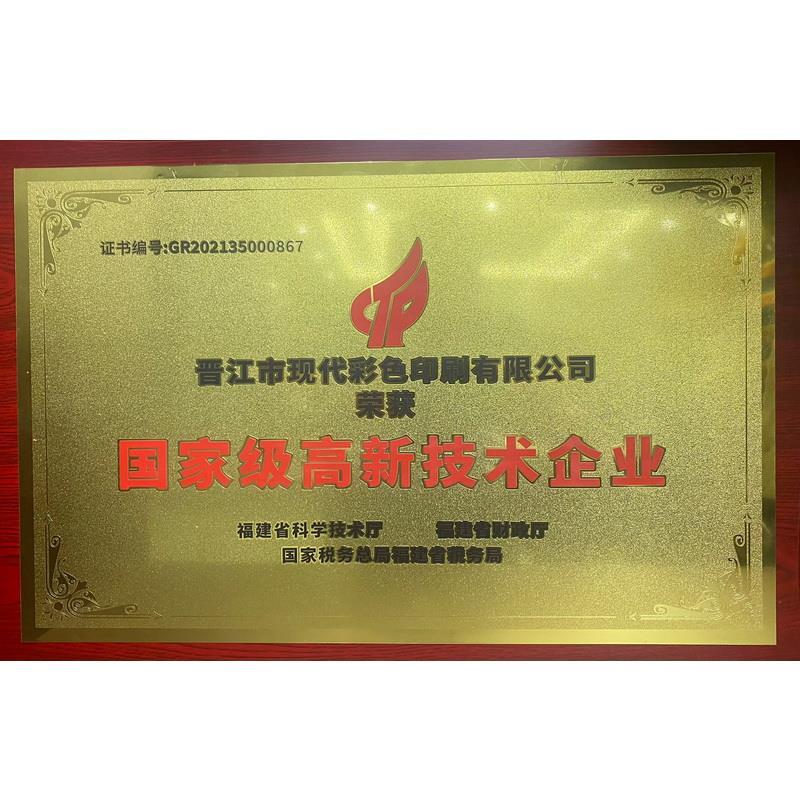 证书编号:GR202135000867
CTP
晋江市现代彩色印刷有限公司
荣获
国家级高新技术企业
福建省科学技术厅 福建省财政厅
国家税务总局福建省税务局